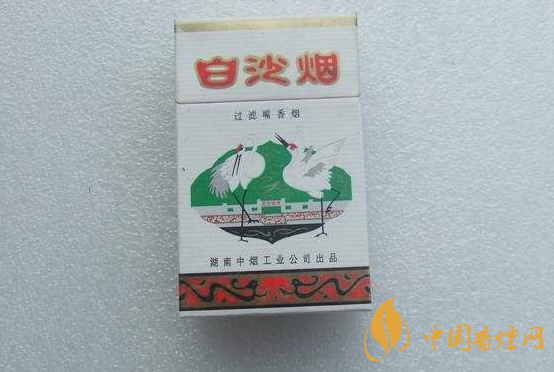 白沙烟
过滤嘴香烟
湖南中烟工业公司出品
中国香烟网